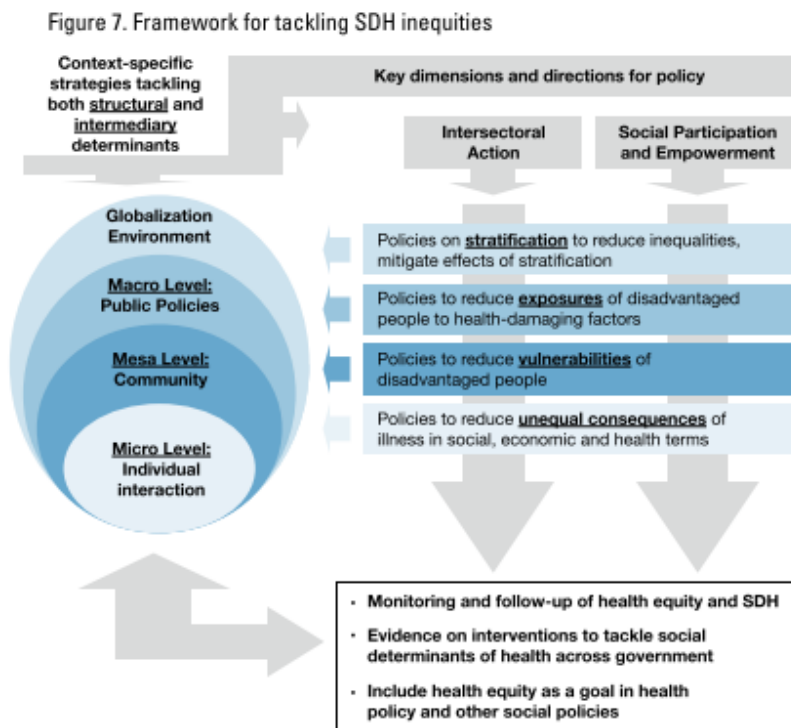 Figure 7. Framework for tackling SDH inequities
Context-specific
strategies tackling
both structural and
intermediary
determinants
Key dimensions and directions for policy
Intersectoral
Action
Social Participation
and Empowerment
Globalization
Environment
Macro Level:
Public Policies
Mesa Level:
Community
Micro Level:
Individual
interaction
Policies on stratification to reduce inequalities,
mitigate effects of stratification
Policies to reduce exposures of disadvantaged
people to health-damaging factors
Policies to reduce vulnerabilities of
disadvantaged people
Policies to reduce unequal consequences of
illness in social, economic and health terms
• Monitoring and follow-up of health equity and SDH
• Evidence on interventions to tackle social
determinants of health across government
• Include health equity as a goal in health
policy and other social policies